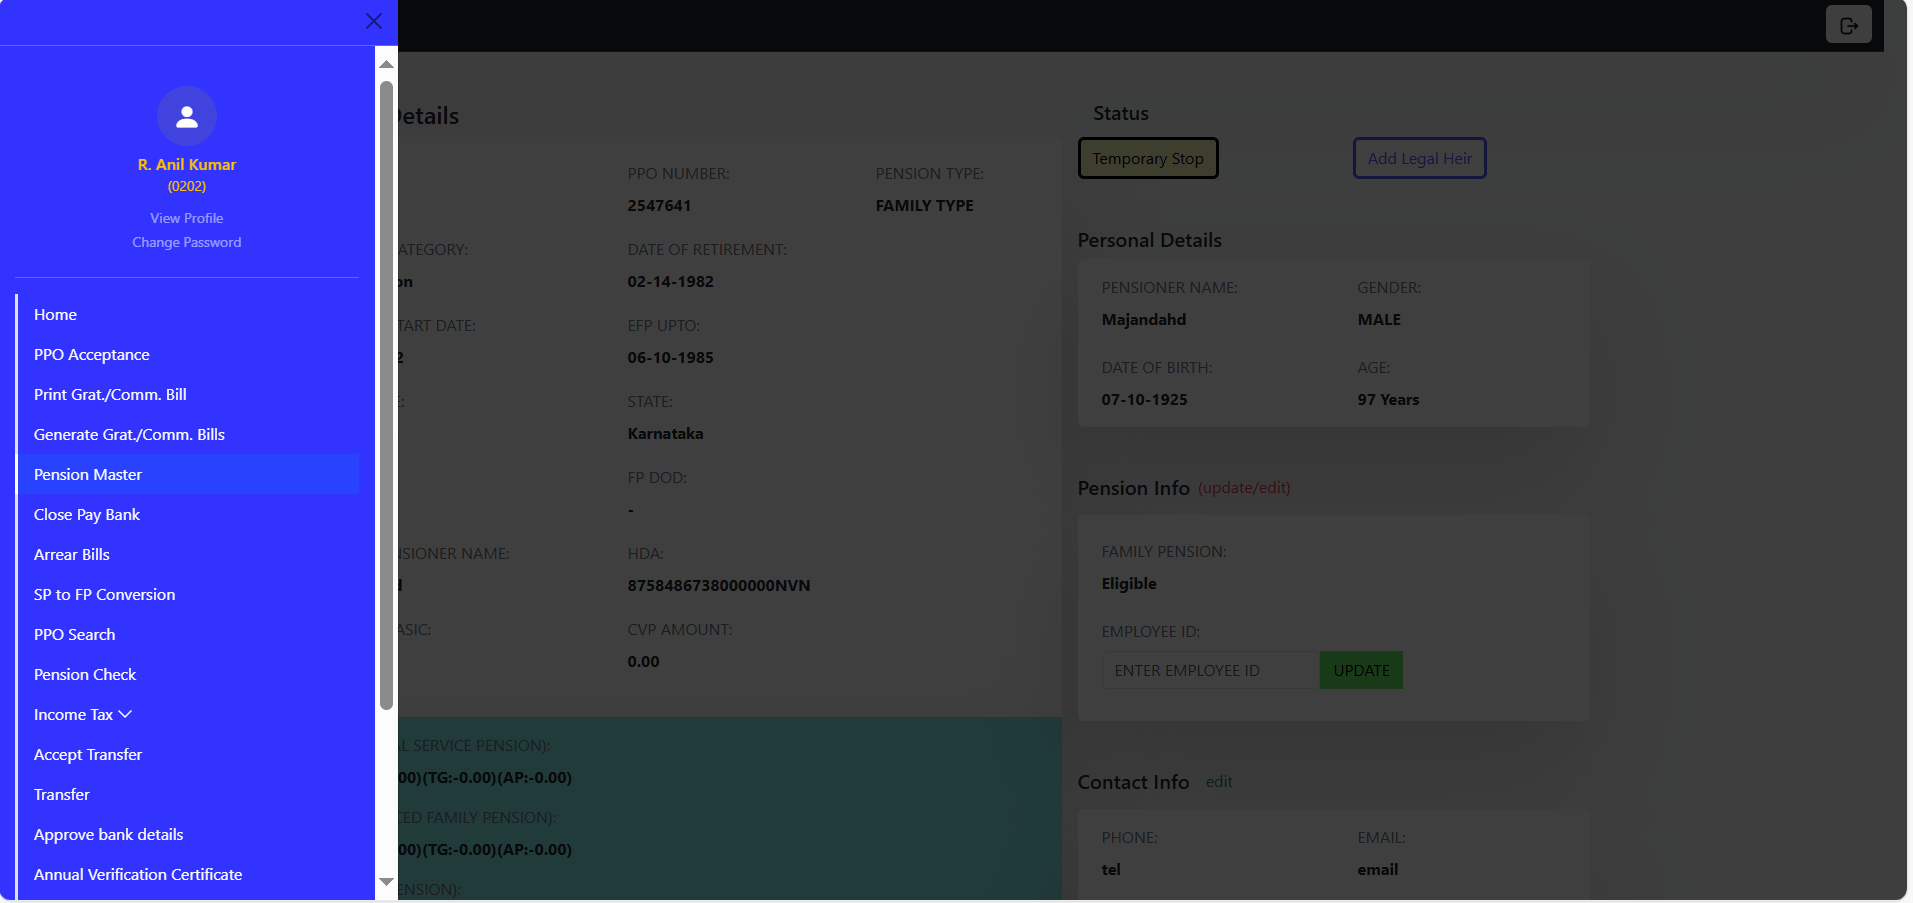 R. Anil Kumar
(0202)
View Profile
Change Password
Home
PPO Acceptance
Print Grat./Comm. Bill
Generate Grat./Comm. Bills
Pension Master
Close Pay Bank
Arrear Bills
SP to FP Conversion
PPO Search
Pension Check
Income Tax
Accept Transfer
Transfer
Approve bank details
Annual Verification Certificate
Details
PPO NUMBER:
2547641
PENSION TYPE:
FAMILY TYPE
ATEGORY:
on
DATE OF RETIREMENT:
02-14-1982
TART DATE:
2
EFP UPTO:
06-10-1985
E:
STATE:
Karnataka
FP DOD:
-
NSIONER NAME:
d
HDA:
8758486738000000NVN
ASIC:
CVP AMOUNT:
0.00
AL SERVICE PENSION):
00)(TG:-0.00)(AP:-0.00)
CED FAMILY PENSION):
00)(TG:-0.00)(AP:-0.00)
ENSION):
Status
Temporary Stop
Add Legal Heir
Personal Details
PENSIONER NAME:
Majandahd
GENDER:
MALE
DATE OF BIRTH:
07-10-1925
AGE:
97 Years
Pension Info (update/edit)
FAMILY PENSION:
Eligible
EMPLOYEE ID:
ENTER EMPLOYEE ID
UPDATE
Contact Info edit
PHONE:
tel
EMAIL:
email